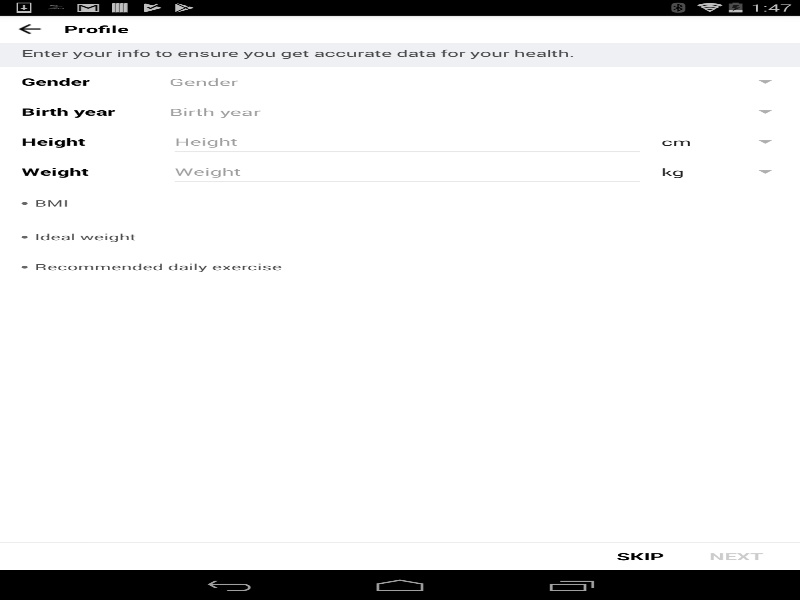 1:47
Profile
Enter your info to ensure you get accurate data for your health.
Gender Gender
Birth year Birth year
Height Height cm
Weight Weight kg
• BMI
• Ideal weight
• Recommended daily exercise
SKIP NEXT